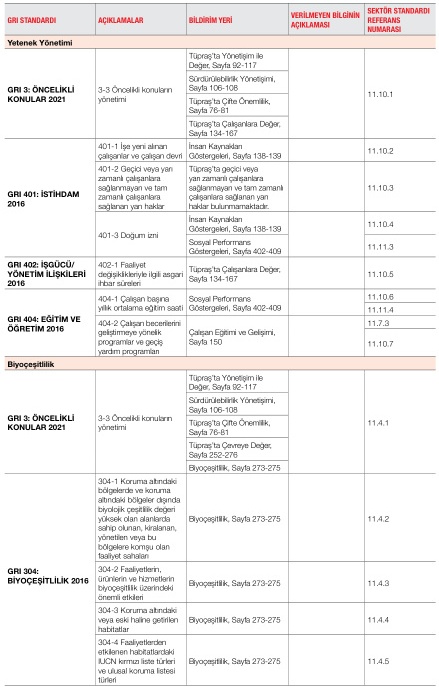 GRI STANDARDI
AÇIKLAMALAR
BİLDİRİM YERİ
VERİLMEYEN BİLGİNİN
AÇIKLAMASI
SEKTÖR STANDARDI
REFERANS
NUMARASI
Yetenek Yönetimi
GRI 3: ÖNCELİKLİ
KONULAR 2021
3-3 Öncelikli konuların
yönetimi
Tüpraş’ta Yönetişim ile
Değer, Sayfa 92-117
Sürdürülebilirlik Yönetişimi,
Sayfa 106-108
Tüpraş’ta Çifte Önemlilik,
Sayfa 76-81
Tüpraş’ta Çalışanlara Değer,
Sayfa 134-167
11.10.1
GRI 401: İSTİHDAM
2016
401-1 İşe yeni alınan
çalışanlar ve çalışan devri
İnsan Kaynakları
Göstergeleri, Sayfa 138-139
11.10.2
401-2 Geçici veya yarı
zamanlı çalışanlara
sağlanmayan ve tam
zamanlı çalışanlara
sağlanan yan haklar
Tüpraş’ta geçici veya
yarı zamanlı çalışanlara
sağlanmayan ve tam zamanlı
çalışanlara sağlanan yan
haklar bulunmamaktadır.
11.10.3
401-3 Doğum izni
İnsan Kaynakları
Göstergeleri, Sayfa 138-139
11.10.4
Sosyal Performans
Göstergeleri, Sayfa 402-409
11.11.3
GRI 402: İŞGÜCÜ/
YÖNETİM İLİŞKİLERİ
2016
402-1 Faaliyet
değişiklikleriyle ilgili asgari
ihbar süreleri
Tüpraş’ta Çalışanlara Değer,
Sayfa 134-167
11.10.5
GRI 404: EĞİTİM VE
ÖĞRETİM 2016
404-1 Çalışan başına
yıllık ortalama eğitim saati
Sosyal Performans
Göstergeleri, Sayfa 402-409
11.10.6
11.11.4
404-2 Çalışan becerilerini
geliştirmeye yönelik
programlar ve geçiş
yardım programları
Çalışan Eğitimi ve Gelişimi,
Sayfa 150
11.7.3
11.10.7
Biyoçeşitlilik
GRI 3: ÖNCELİKLİ
KONULAR 2021
3-3 Öncelikli konuların
yönetimi
Tüpraş’ta Yönetişim ile
Değer, Sayfa 92-117
Sürdürülebilirlik Yönetişimi,
Sayfa 106-108
Tüpraş’ta Çifte Önemlilik,
Sayfa 76-81
Tüpraş’ta Çevreye Değer,
Sayfa 252-276
Biyoçeşitlilik, Sayfa 273-275
11.4.1
GRI 304:
BİYOÇEŞİTLİLİK 2016
304-1 Koruma altındaki
bölgelerde ve koruma
altındaki bölgeler dışında
biyolojik çeşitlilik değeri
yüksek olan alanlarda
sahip olunan, kiralanan,
yönetilen veya bu
bölgelere komşu olan
faaliyet sahaları
Biyoçeşitlilik, Sayfa 273-275
11.4.2
304-2 Faaliyetlerin,
ürünlerin ve hizmetlerin
biyoçeşitlilik üzerindeki
önemli etkileri
Biyoçeşitlilik, Sayfa 273-275
11.4.3
304-3 Koruma altındaki
veya eski haline getirilen
habitatlar
Biyoçeşitlilik, Sayfa 273-275
11.4.4
304-4 Faaliyetlerden
etkilenen habitatlardaki
IUCN kırmızı liste türleri
ve ulusal koruma listesi
türleri
Biyoçeşitlilik, Sayfa 273-275
11.4.5